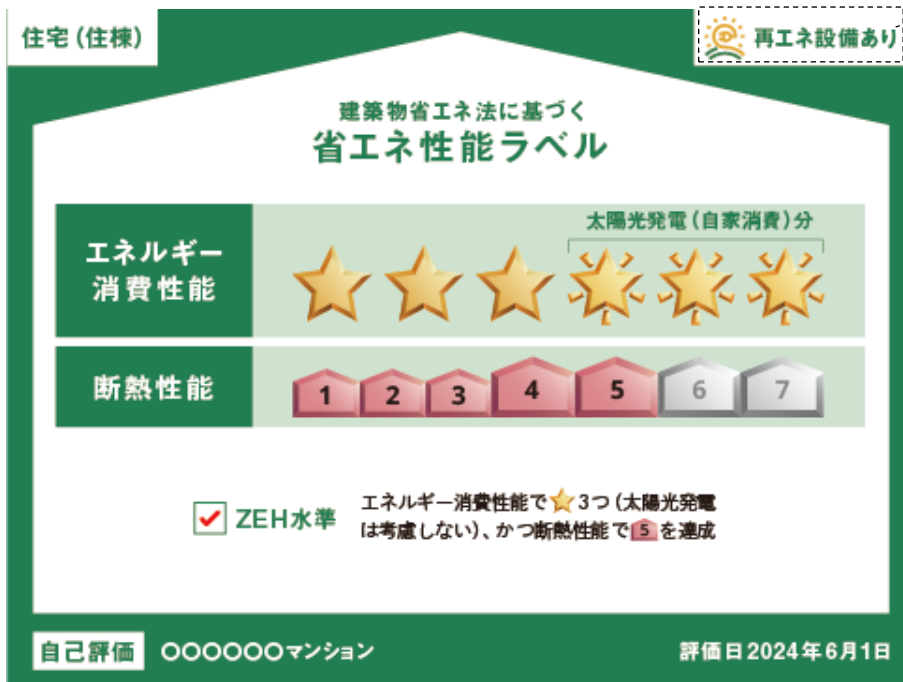 住宅(住棟)
再エネ設備あり
建築物省エネ法に基づく
省エネ性能ラベル
エネルギー
消費性能
太陽光発電(自家消費)分
断熱性能
1 2 3 4 5 6 7
ZEH水準
エネルギー消費性能で⭐3つ(太陽光発電
は考慮しない)、かつ断熱性能で5を達成
自己評価
〇〇〇〇〇〇マンション
評価日2024年6月1日